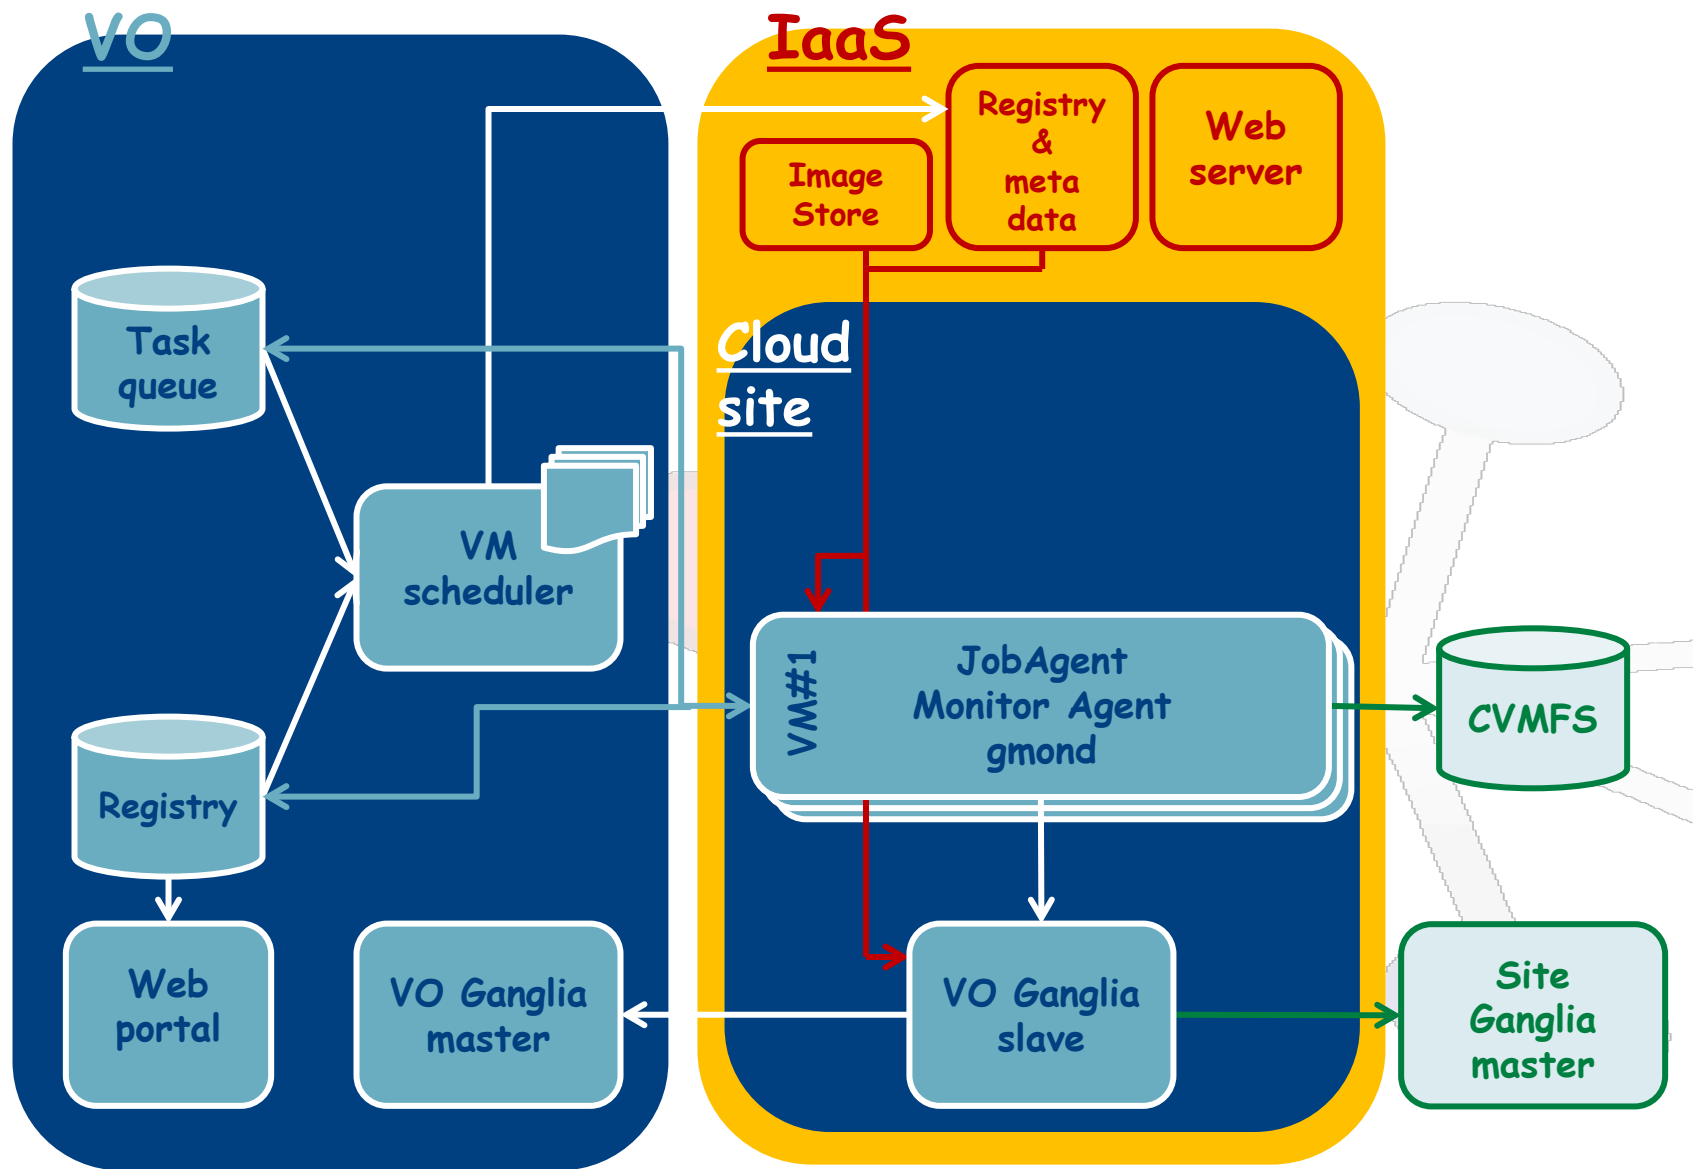 VO
IaaS
Registry
&
meta
data
Web
server
Image
Store
Task
queue
Cloud
site
VM
scheduler
VM#1
JobAgent
Monitor Agent
gmond
CVMFS
Registry
Web
portal
VO Ganglia
master
VO Ganglia
slave
Site
Ganglia
master